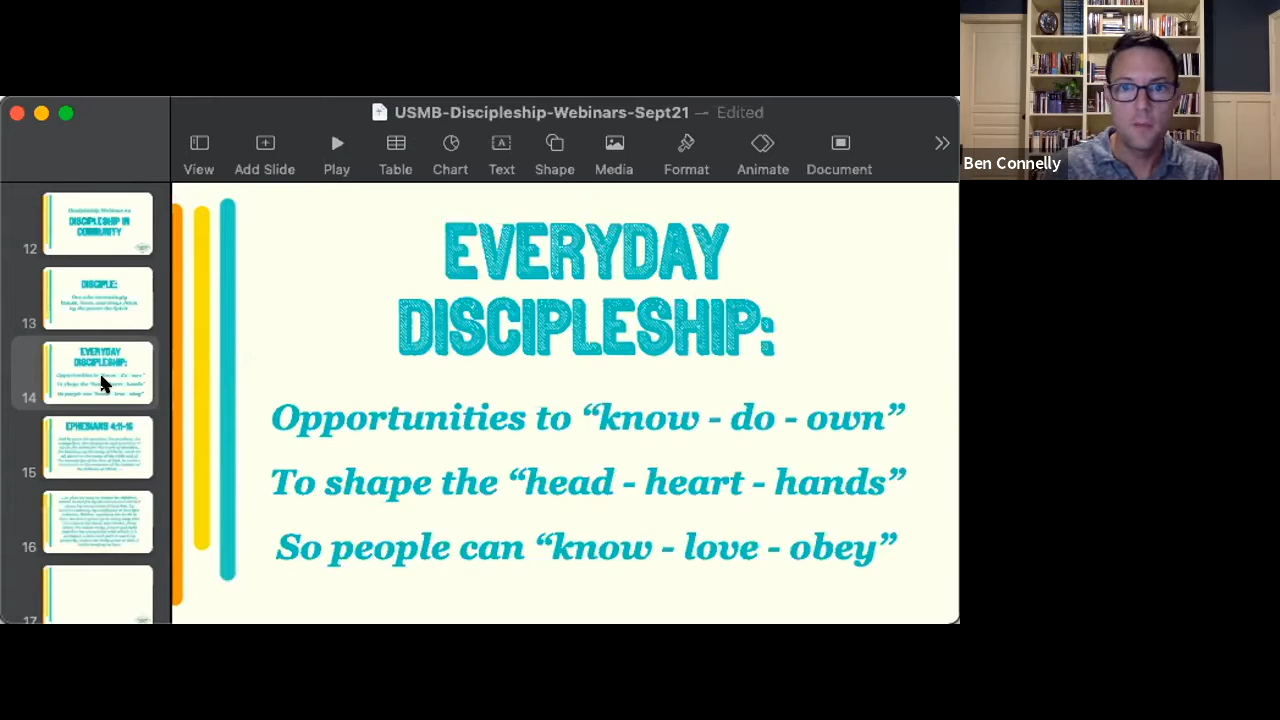 USMB-Discipleship-Webinars-Sept21 — Edited
View
Add Slide
Play
Table
Chart
Text
Shape
Media
Format
Animate
Document
Ben Connelly
12
DISCIPLESHIP IN
COMMUNITY
13
DISCIPLE:
14
EVERYDAY
DISCIPLESHIP:
15
EPHESIANS 4:11-16
16
17
EVERYDAY
DISCIPLESHIP:
Opportunities to “know - do - own”
To shape the “head - heart - hands”
So people can “know - love - obey”